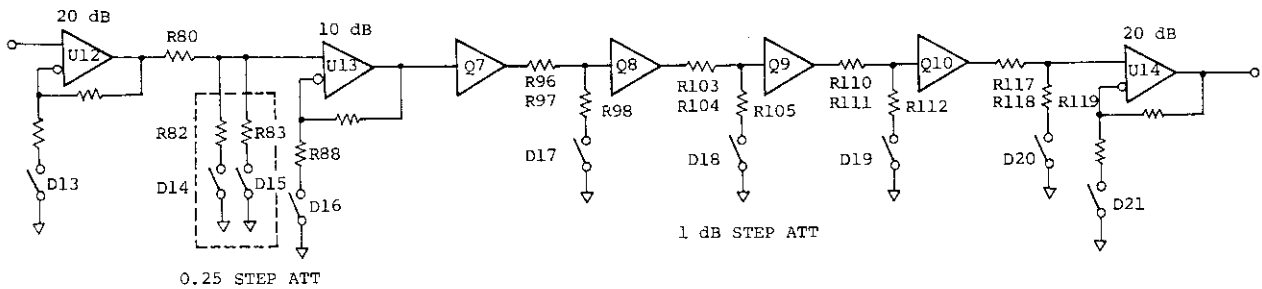 20 dB
R80
10 dB
20 dB
U12
U13
Q7
Q8
Q9
Q10
U14
R96
R97
R103
R104
R110
R111
R117
R118
R119
R98
R105
R112
R82
R83
R88
D13
D14
D15
D16
D17
D18
D19
D20
D21
1 dB STEP ATT
0.25 STEP ATT